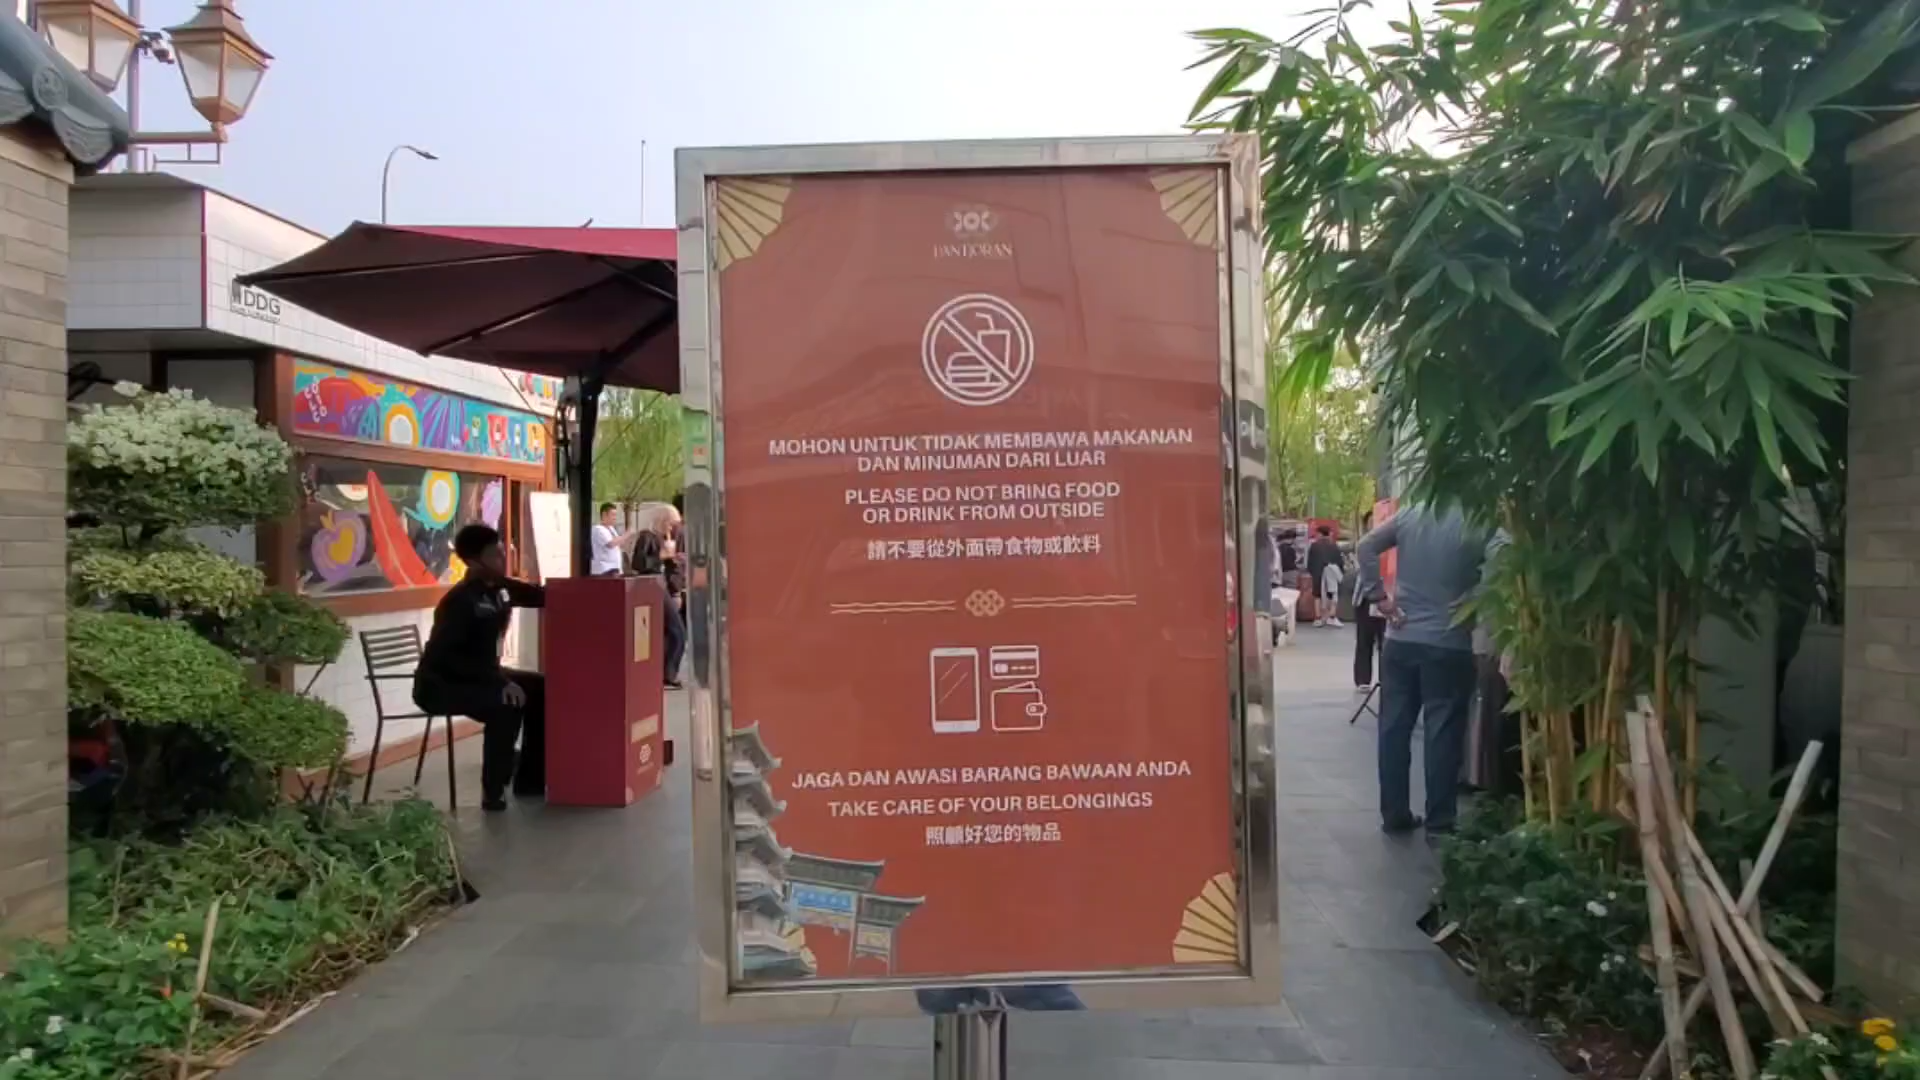 PANTJORAN
MOHON UNTUK TIDAK MEMBAWA MAKANAN
DAN MINUMAN DARI LUAR
PLEASE DO NOT BRING FOOD
OR DRINK FROM OUTSIDE
請不要從外面帶食物或飲料
JAGA DAN AWASI BARANG BAWAAN ANDA
TAKE CARE OF YOUR BELONGINGS
照顧好您的物品
DDG